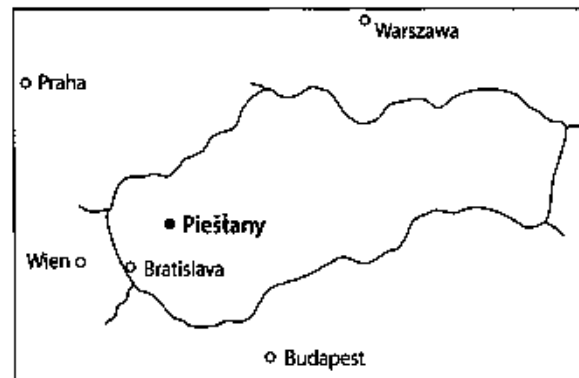 Warszawa
Praha
Piešťany
Wien
Bratislava
Budapest